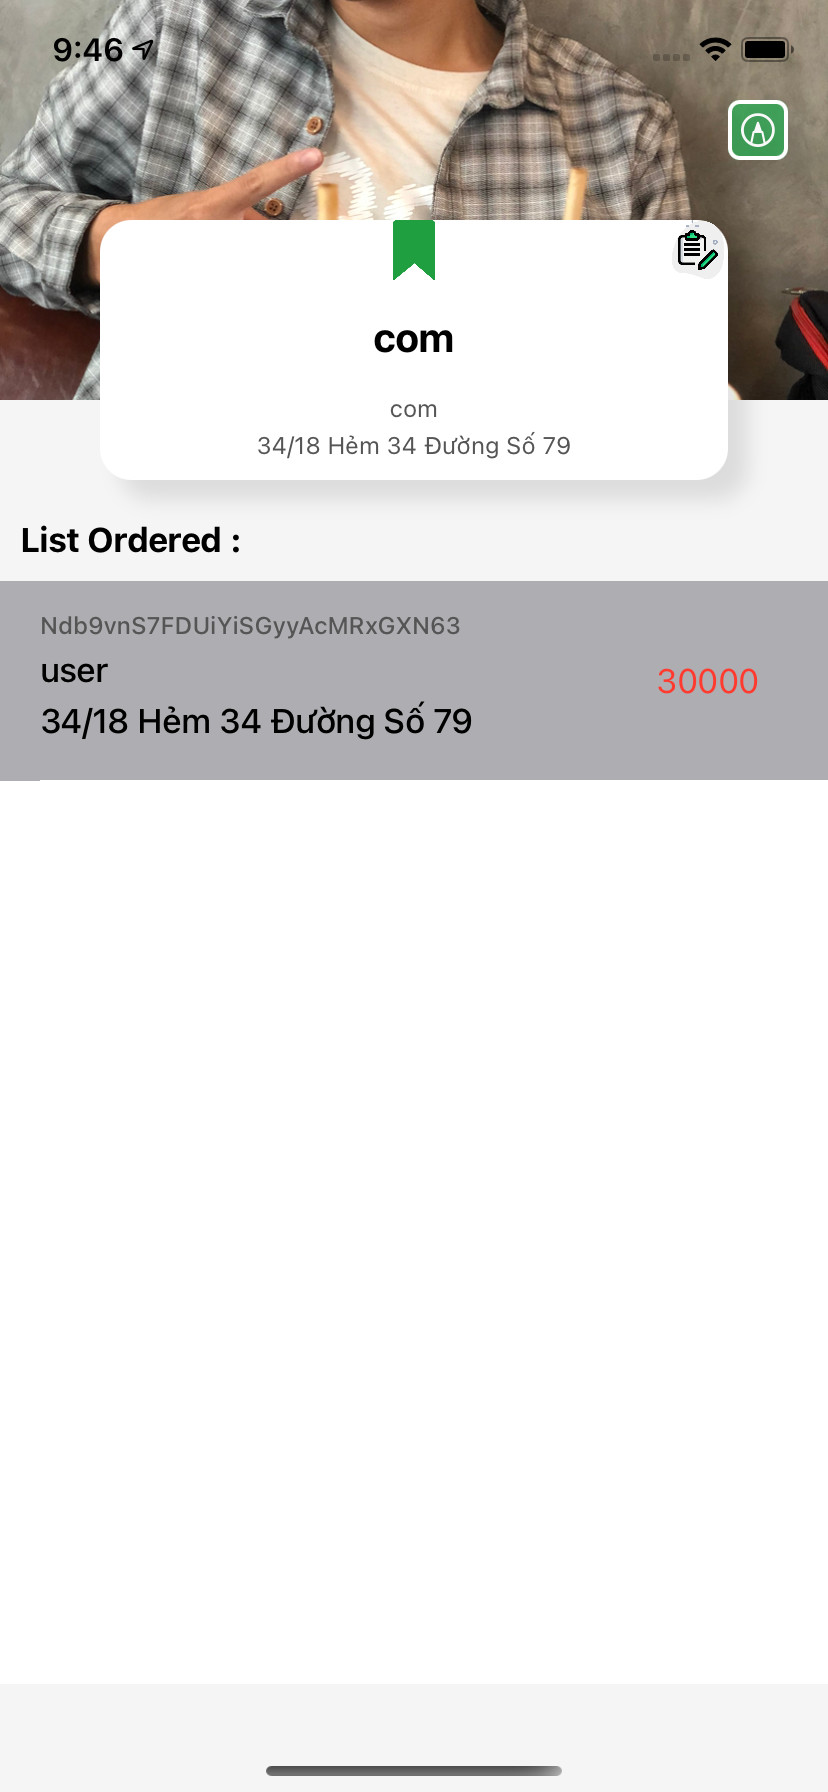 9:46
com
com
34/18 Hẻm 34 Đường Số 79
List Ordered :
Ndb9vnS7FDUiYiSGyyAcMRxGXN63
user
30000
34/18 Hẻm 34 Đường Số 79